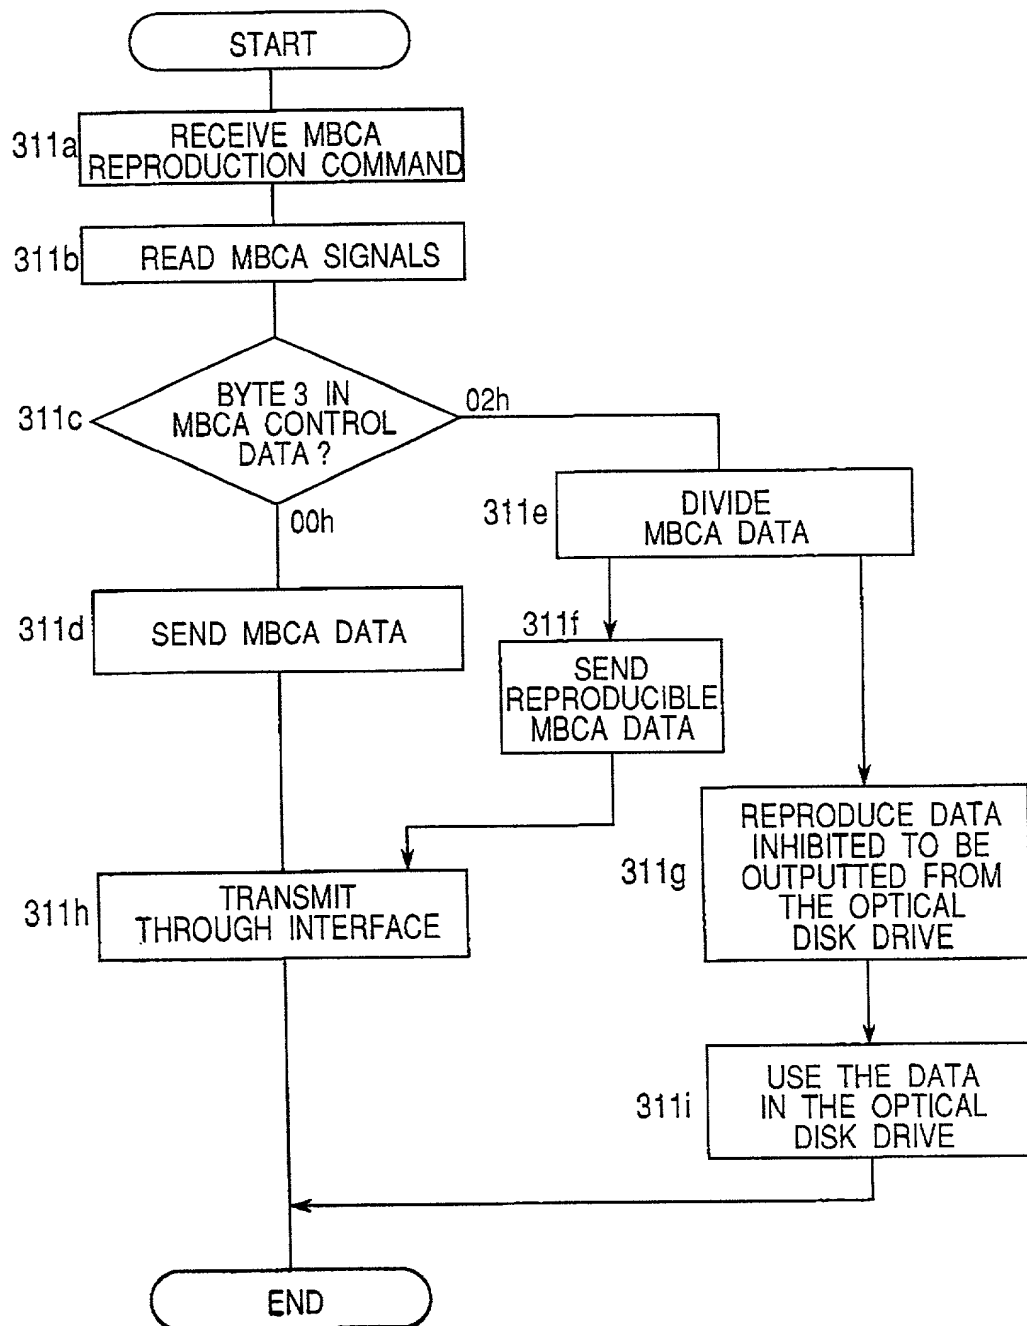 START
311a
RECEIVE MBCA
REPRODUCTION COMMAND
311b
READ MBCA SIGNALS
311c
BYTE 3 IN
MBCA CONTROL
DATA ?
02h
00h
311e
DIVIDE
MBCA DATA
311d
SEND MBCA DATA
311f
SEND
REPRODUCIBLE
MBCA DATA
311g
REPRODUCE DATA
INHIBITED TO BE
OUTPUTTED FROM
THE OPTICAL
DISK DRIVE
311h
TRANSMIT
THROUGH INTERFACE
311i
USE THE DATA
IN THE OPTICAL
DISK DRIVE
END